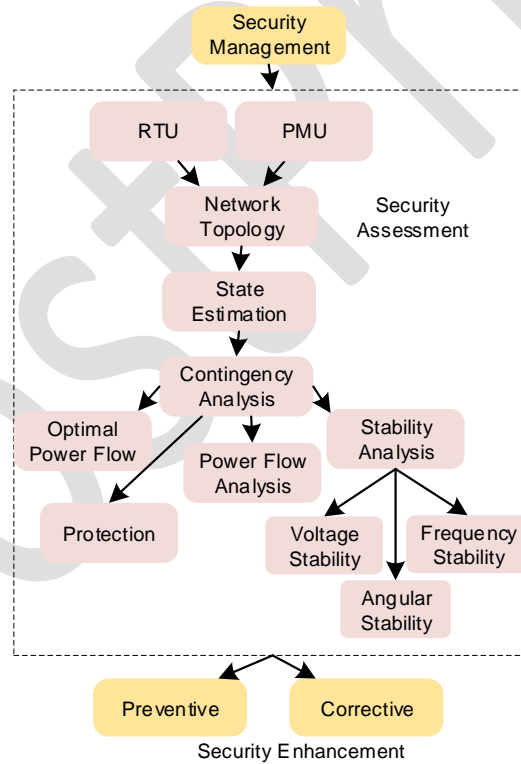 Security
Management
RTU
PMU
Network
Topology
Security
Assessment
State
Estimation
Contingency
Analysis
Optimal
Power Flow
Power Flow
Analysis
Stability
Analysis
Protection
Voltage
Stability
Frequency
Stability
Angular
Stability
Preventive
Corrective
Security Enhancement